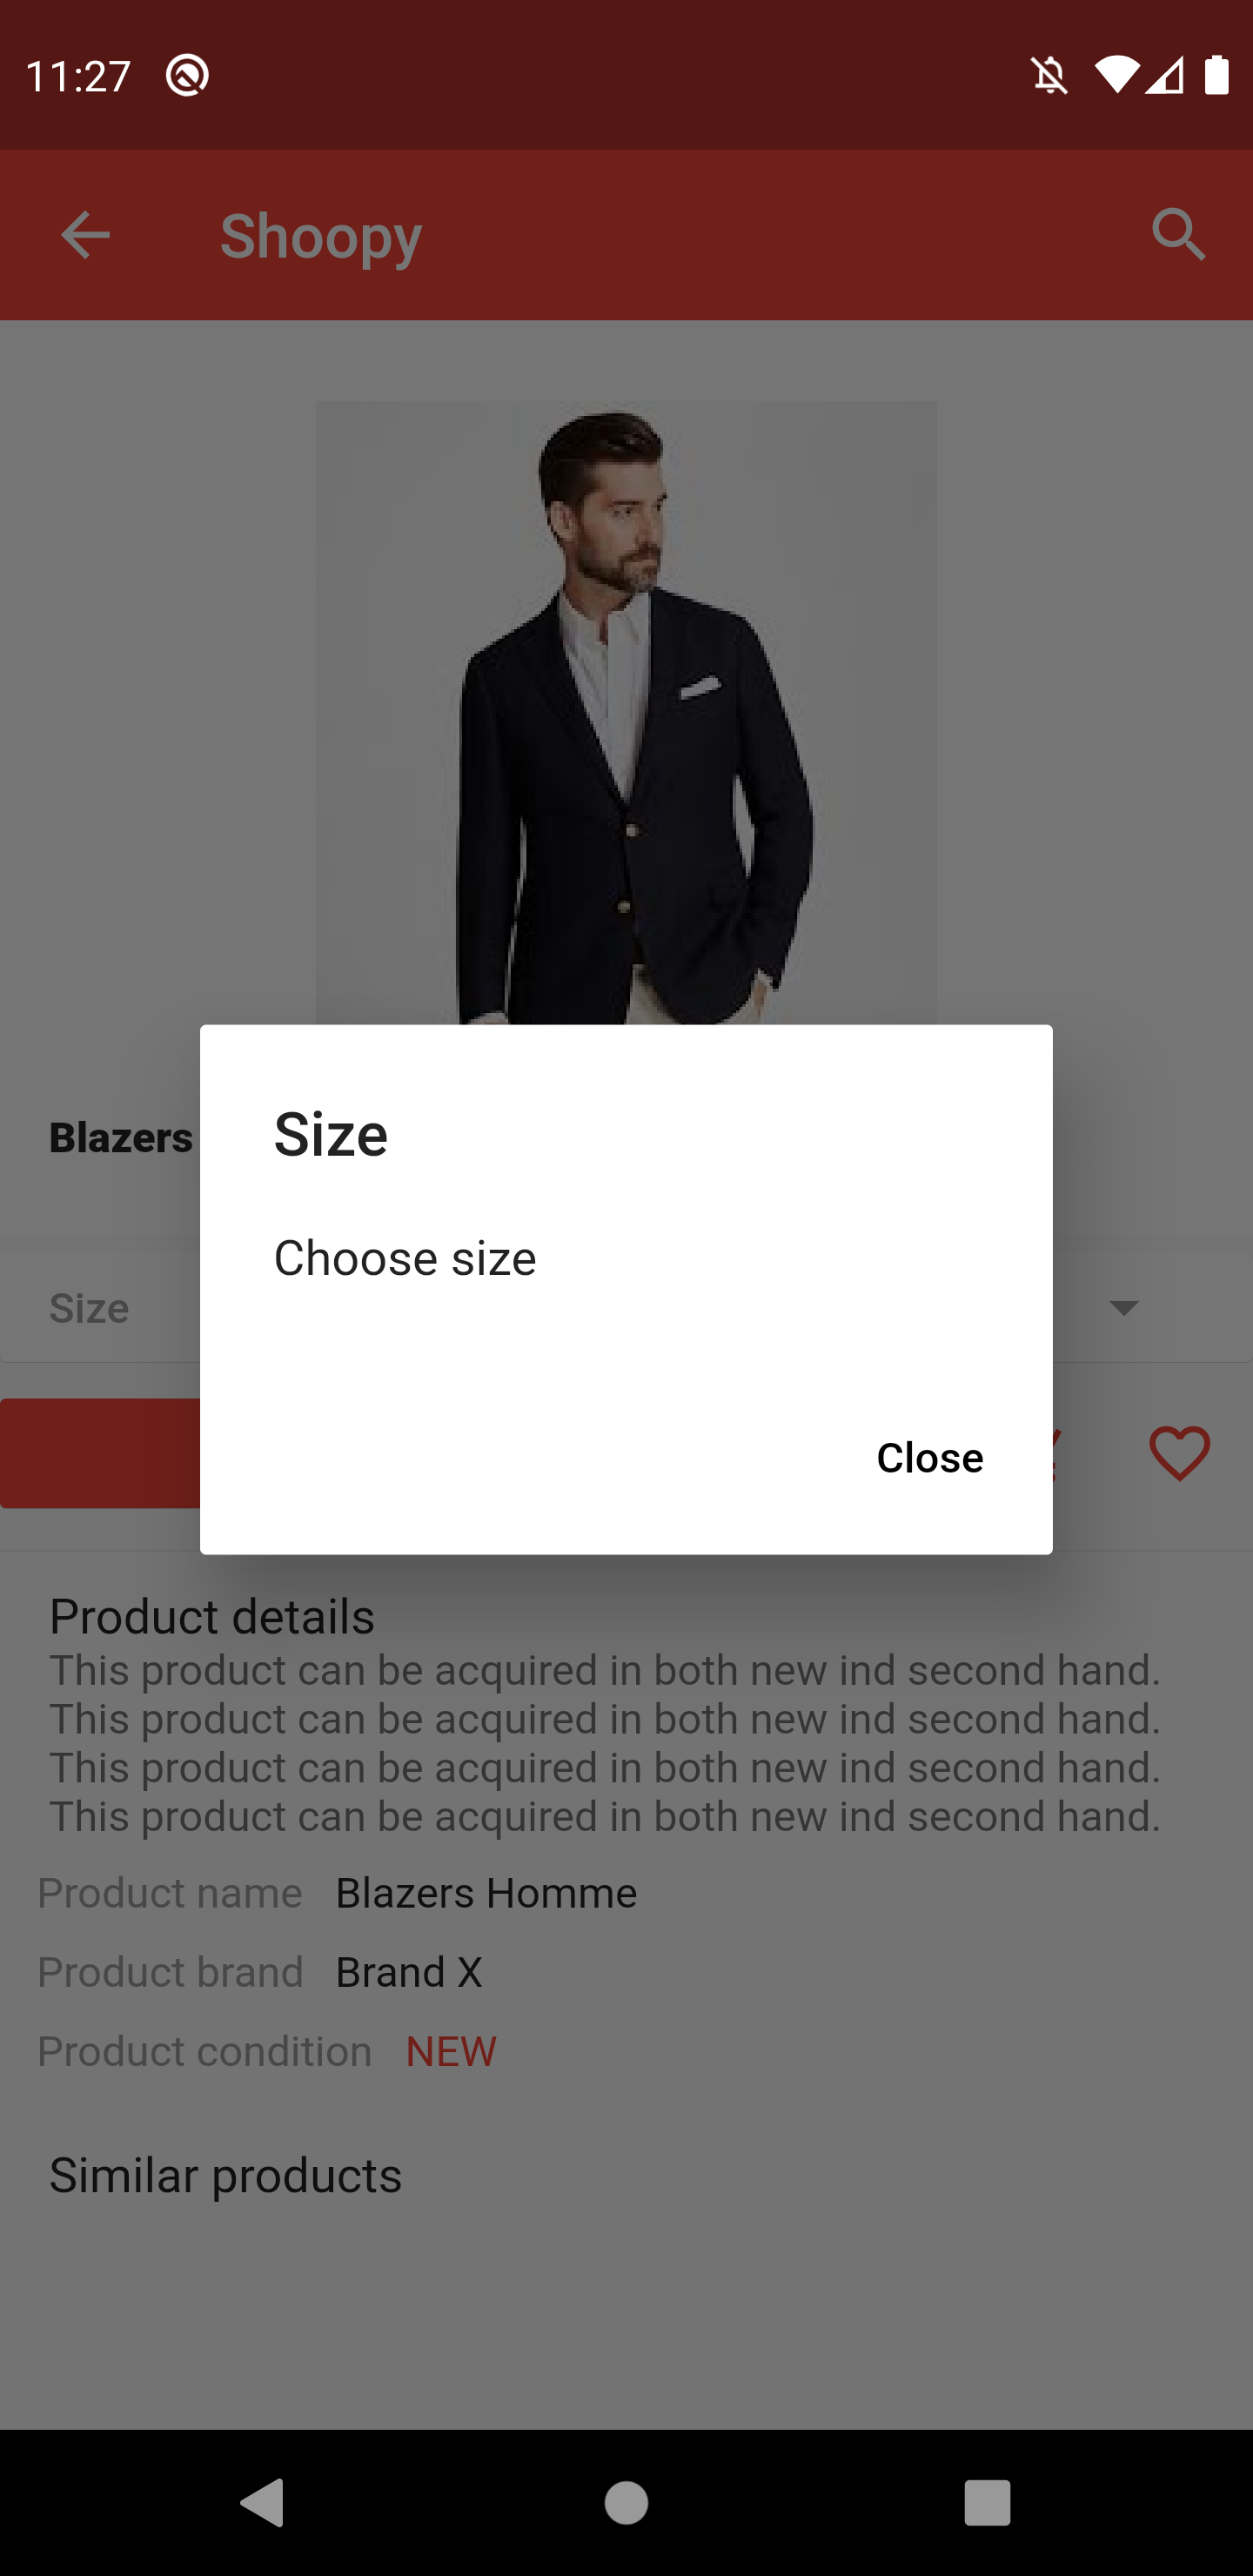 11:27
Shoopy
Blazers
Size
Choose size
Size
Close
Product details
This product can be acquired in both new ind second hand.
This product can be acquired in both new ind second hand.
This product can be acquired in both new ind second hand.
This product can be acquired in both new ind second hand.
Product name Blazers Homme
Product brand Brand X
Product condition NEW
Similar products